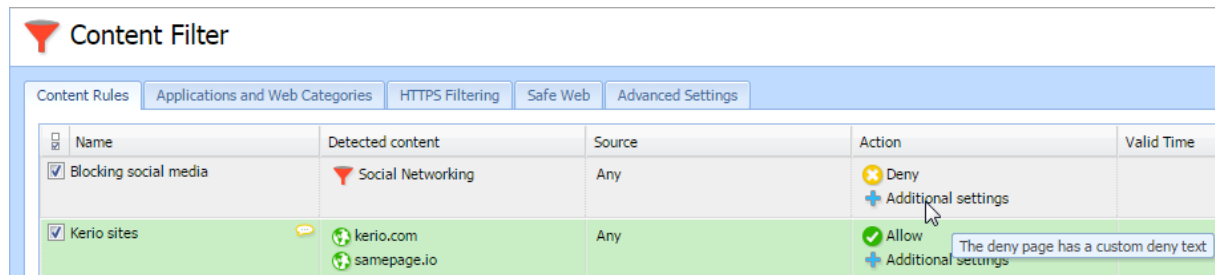 Content Filter
Content Rules Applications and Web Categories HTTPS Filtering Safe Web Advanced Settings
Name Detected content Source Action Valid Time
Blocking social media Social Networking Any Deny
Additional settings
Kerio sites kerio.com Any Allow
The deny page has a custom deny text
samepage.io Additional settings